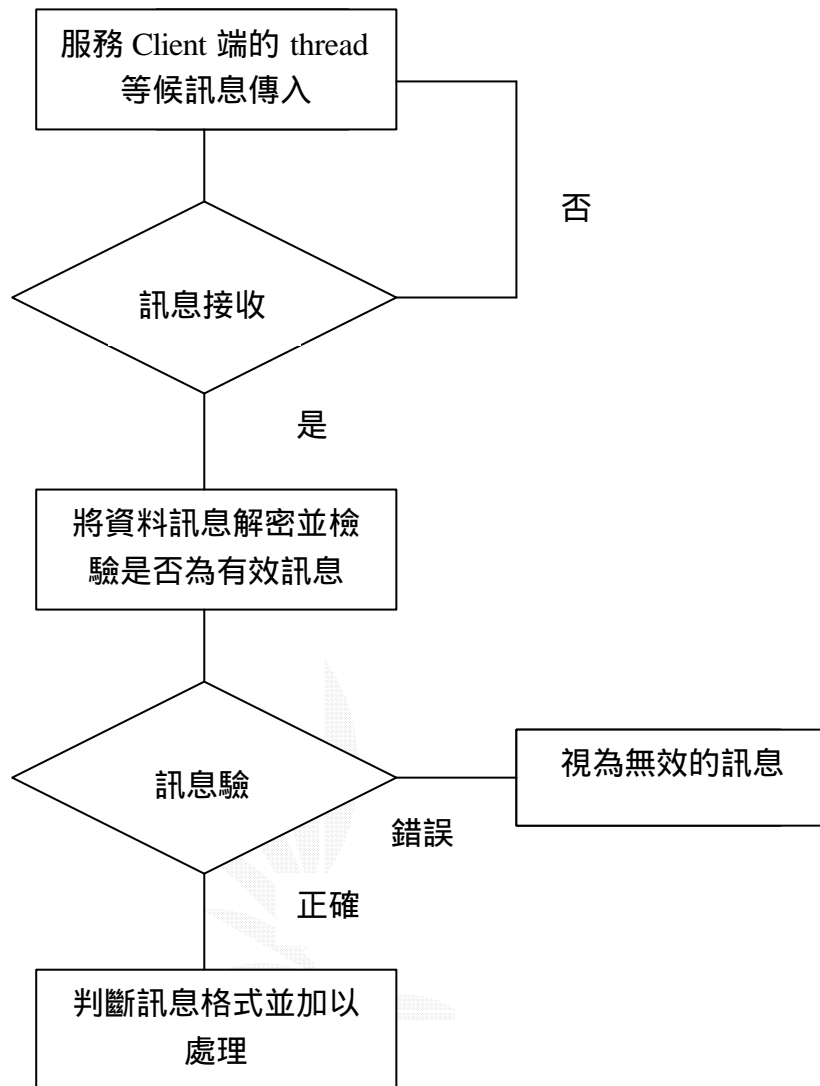 服務 Client 端的 thread
等候訊息傳入
否
訊息接收
是
將資料訊息解密並檢
驗是否為有效訊息
訊息驗
視為無效的訊息
錯誤
正確
判斷訊息格式並加以
處理